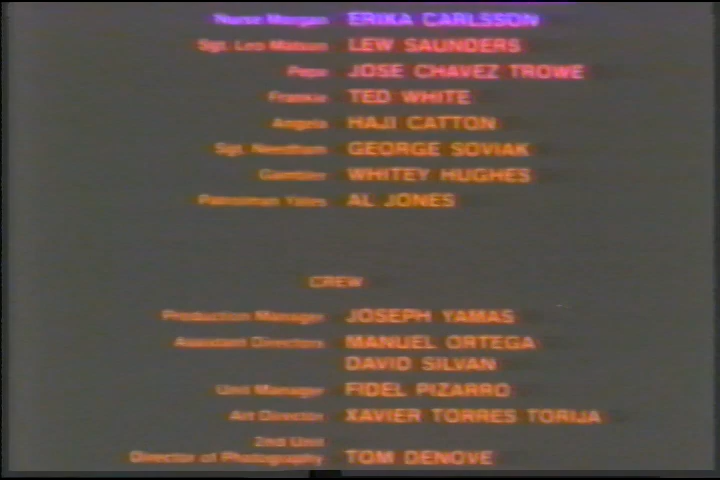 Nurse Morgan ERIKA CARLSSON
Sgt. Leo Matson LEW SAUNDERS
Pepe JOSE CHAVEZ TROWE
Frankie TED WHITE
Angela HAJI CATTON
Sgt. Needham GEORGE SOVIAK
Gambler WHITEY HUGHES
Patrolman Yates AL JONES
CREW
Production Manager JOSEPH YAMAS
Assistant Directors MANUEL ORTEGA
DAVID SILVAN
Unit Manager FIDEL PIZARRO
Art Director XAVIER TORRES TORIJA
2nd Unit
Director of Photography TOM DENOVE